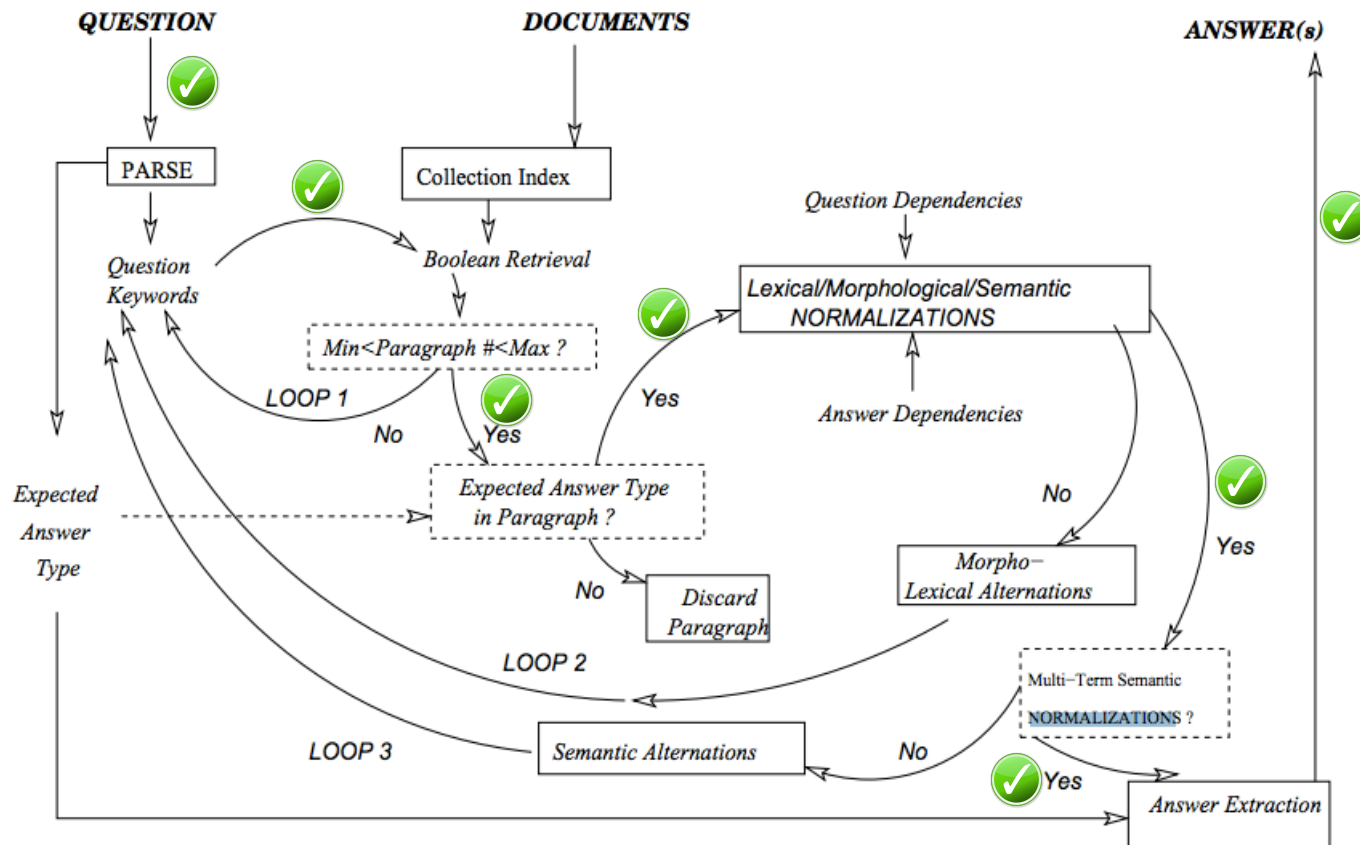 QUESTION
DOCUMENTS
ANSWER(s)
PARSE
Collection Index
Question Dependencies
Question
Keywords
Boolean Retrieval
Lexical/Morphological/Semantic
NORMALIZATIONS
Min<Paragraph #<Max ?
LOOP 1
No
Yes
Yes
Answer Dependencies
Expected
Answer
Type
Expected Answer Type
in Paragraph ?
No
Yes
No
Discard
Paragraph
Morpho–
Lexical Alternations
LOOP 2
Multi–Term Semantic
NORMALIZATIONS ?
LOOP 3
Semantic Alternations
No
Yes
Answer Extraction